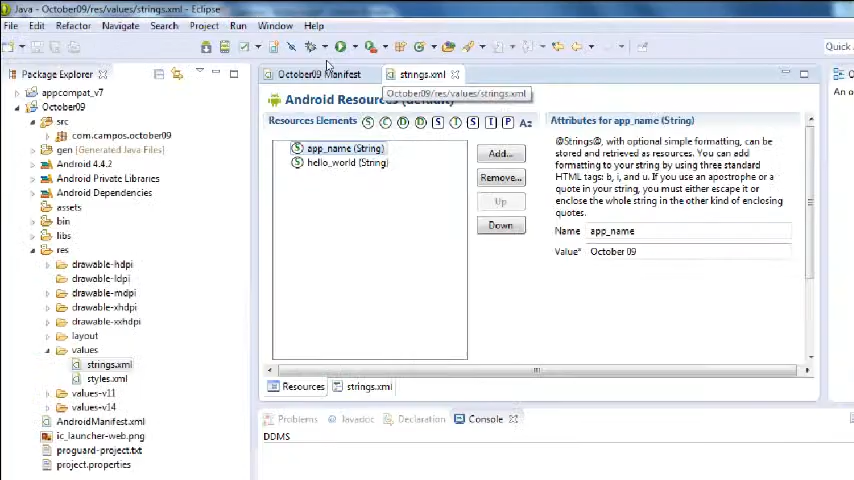 Java - October09/res/values/strings.xml - Eclipse
File Edit Refactor Navigate Search Project Run Window Help
Quick
Package Explorer
October09 Manifest
strings.xml
October09/res/values/strings.xml
An o
appcompat_v7
October09
src
com.campos.october09
gen [Generated Java Files]
Android 4.4.2
Android Private Libraries
Android Dependencies
assets
bin
libs
res
drawable-hdpi
drawable-ldpi
drawable-mdpi
drawable-xhdpi
drawable-xxhdpi
layout
values
strings.xml
styles.xml
values-v11
values-v14
AndroidManifest.xml
ic_launcher-web.png
proguard-project.txt
project.properties
Android Resources (default)
Resources Elements S C D D S I S I P Az
app_name (String)
hello_world (String)
Add...
Remove...
Up
Down
Attributes for app_name (String)
@Strings@, with optional simple formatting, can be
stored and retrieved as resources. You can add
formatting to your string by using three standard
HTML tags: b, i, and u. If you use an apostrophe or a
quote in your string, you must either escape it or
enclose the whole string in the other kind of enclosing
quotes.
Name app_name
Value* October 09
Resources strings.xml
Problems Javadoc Declaration Console
DDMS